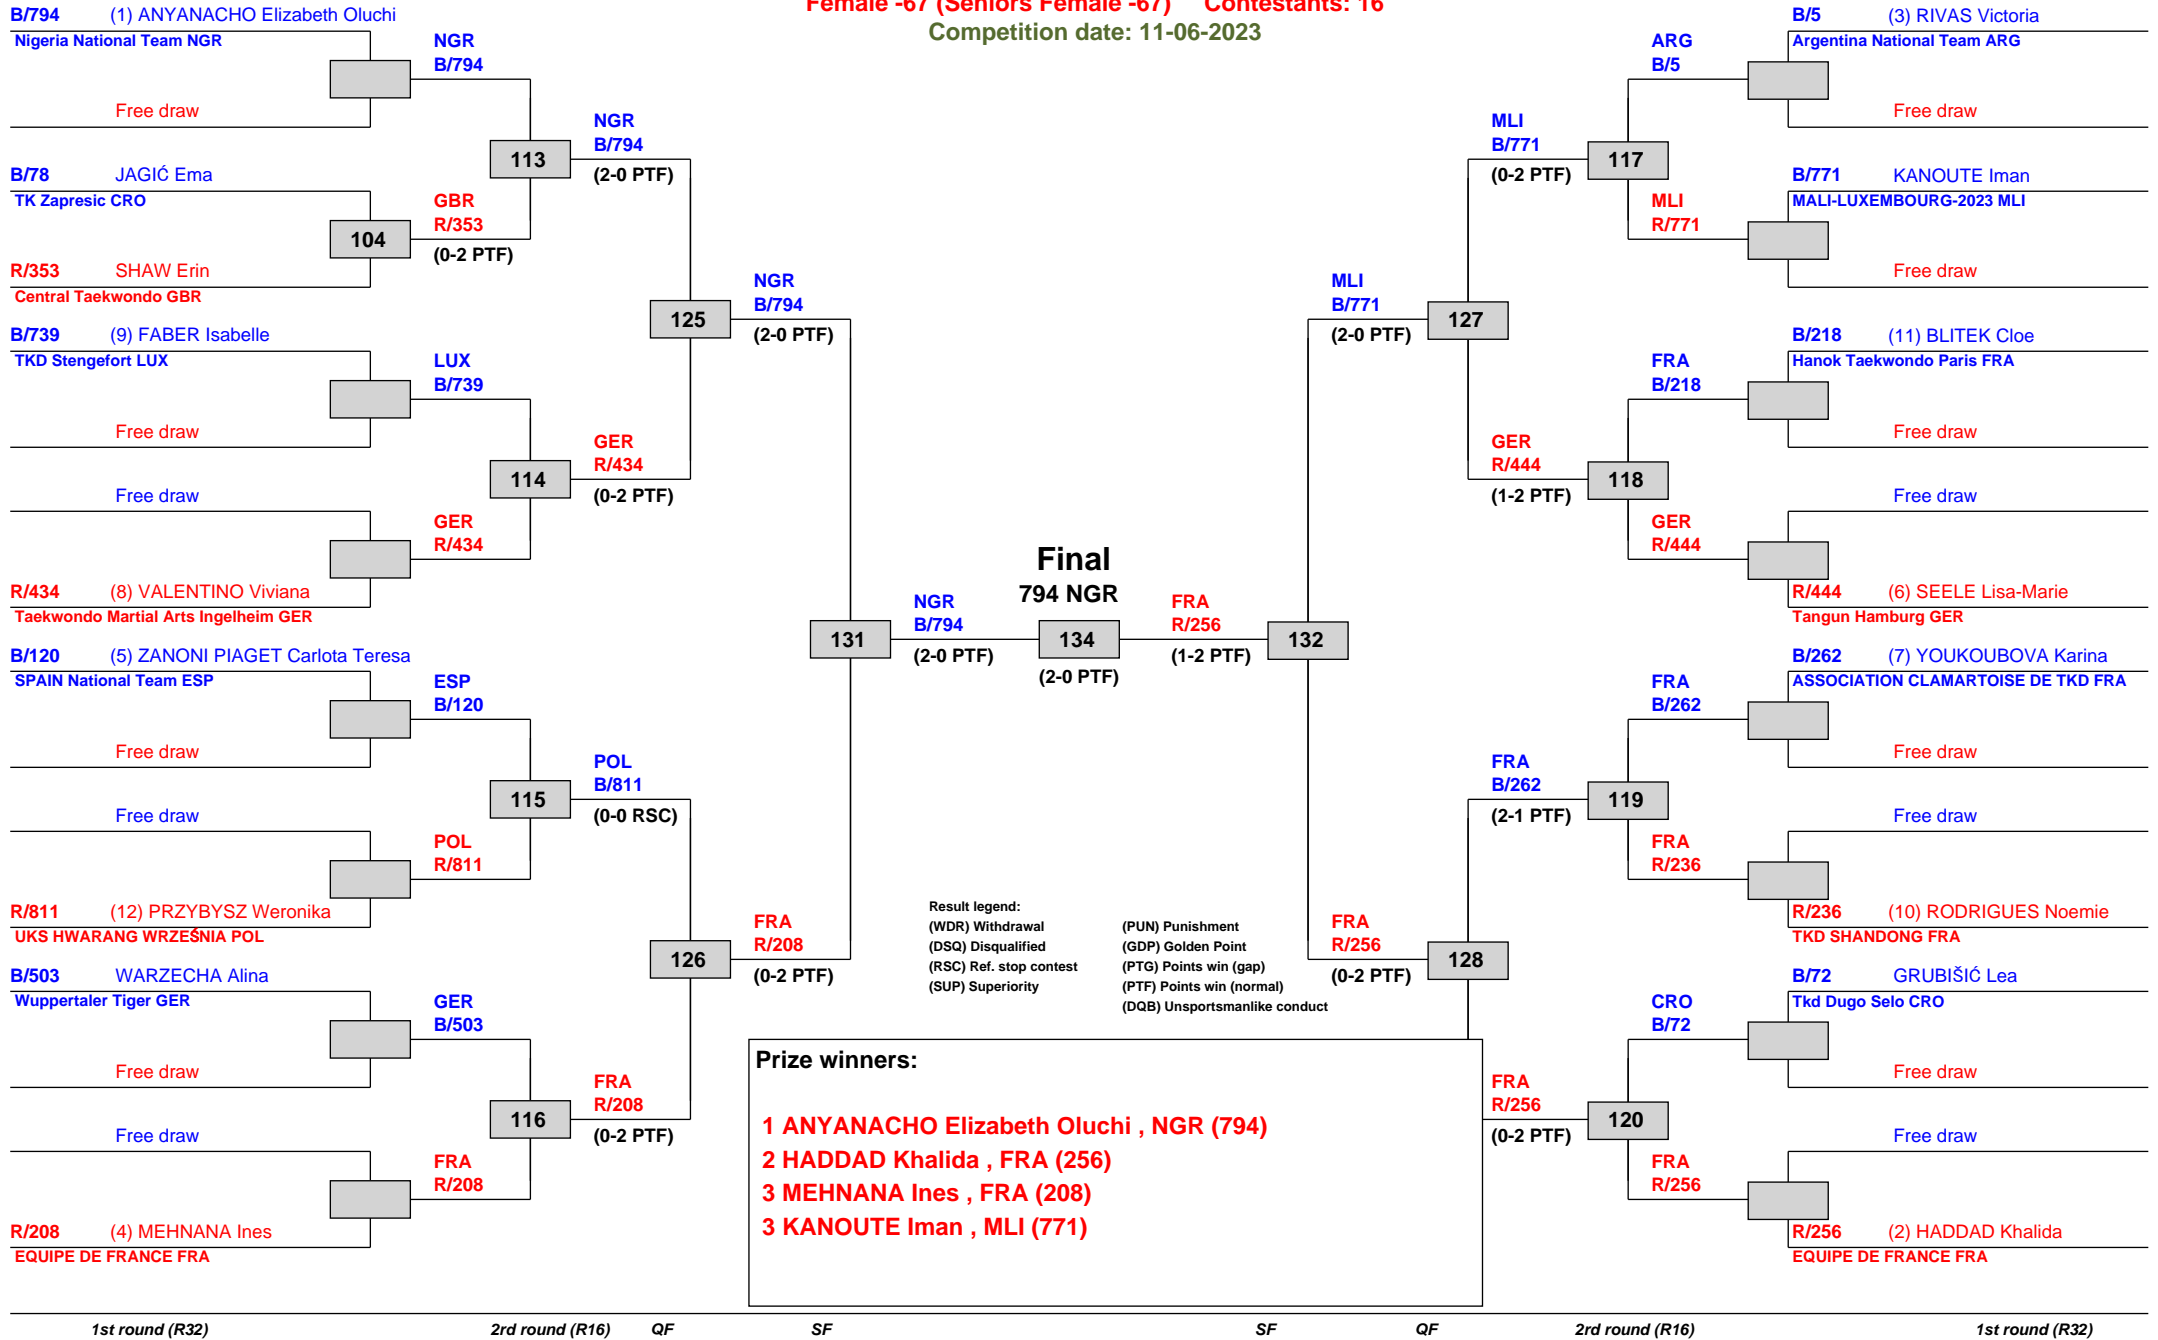 Female -67 (Seniors Female -67) Contestants: 16
Competition date: 11-06-2023
B/794 (1) ANYANACHO Elizabeth Oluchi
Nigeria National Team NGR
Free draw
B/78 JAGIĆ Ema
TK Zapresic CRO
104
R/353 SHAW Erin
Central Taekwondo GBR
B/739 (9) FABER Isabelle
TKD Stengefort LUX
Free draw
Free draw
R/434 (8) VALENTINO Viviana
Taekwondo Martial Arts Ingelheim GER
B/120 (5) ZANONI PIAGET Carlota Teresa
SPAIN National Team ESP
Free draw
Free draw
R/811 (12) PRZYBYSZ Weronika
UKS HWARANG WRZEŚNIA POL
B/503 WARZECHA Alina
Wuppertaler Tiger GER
Free draw
Free draw
R/208 (4) MEHNANA Ines
EQUIPE DE FRANCE FRA
NGR
B/794
113
GBR
R/353
(0-2 PTF)
LUX
B/739
114
GER
R/434
ESP
B/120
115
POL
R/811
GER
B/503
116
FRA
R/208
NGR
B/794
(2-0 PTF)
125
GER
R/434
(0-2 PTF)
POL
B/811
(0-0 RSC)
126
FRA
R/208
(0-2 PTF)
NGR
B/794
(2-0 PTF)
131
FRA
R/208
(0-2 PTF)
NGR
B/794
(2-0 PTF)
Final
794 NGR
134
(2-0 PTF)
FRA
R/256
(1-2 PTF)
MLI
B/771
(2-0 PTF)
132
FRA
R/256
(0-2 PTF)
MLI
B/771
(0-2 PTF)
127
GER
R/444
(1-2 PTF)
FRA
B/262
(2-1 PTF)
128
FRA
R/256
(0-2 PTF)
ARG
B/5
117
MLI
R/771
FRA
B/218
118
GER
R/444
FRA
B/262
119
FRA
R/236
CRO
B/72
120
FRA
R/256
B/5 (3) RIVAS Victoria
Argentina National Team ARG
Free draw
B/771 KANOUTE Iman
MALI-LUXEMBOURG-2023 MLI
Free draw
B/218 (11) BLITEK Cloe
Hanok Taekwondo Paris FRA
Free draw
Free draw
R/444 (6) SEELE Lisa-Marie
Tangun Hamburg GER
B/262 (7) YOUKOUBOVA Karina
ASSOCIATION CLAMARTOISE DE TKD FRA
Free draw
Free draw
R/236 (10) RODRIGUES Noemie
TKD SHANDONG FRA
B/72 GRUBIŠIĆ Lea
Tkd Dugo Selo CRO
Free draw
Free draw
R/256 (2) HADDAD Khalida
EQUIPE DE FRANCE FRA
Result legend:
(WDR) Withdrawal
(DSQ) Disqualified
(RSC) Ref. stop contest
(SUP) Superiority
(PUN) Punishment
(GDP) Golden Point
(PTG) Points win (gap)
(PTF) Points win (normal)
(DQB) Unsportsmanlike conduct
Prize winners:
1 ANYANACHO Elizabeth Oluchi , NGR (794)
2 HADDAD Khalida , FRA (256)
3 MEHNANA Ines , FRA (208)
3 KANOUTE Iman , MLI (771)
1st round (R32) 2rd round (R16) QF SF SF QF 2rd round (R16) 1st round (R32)